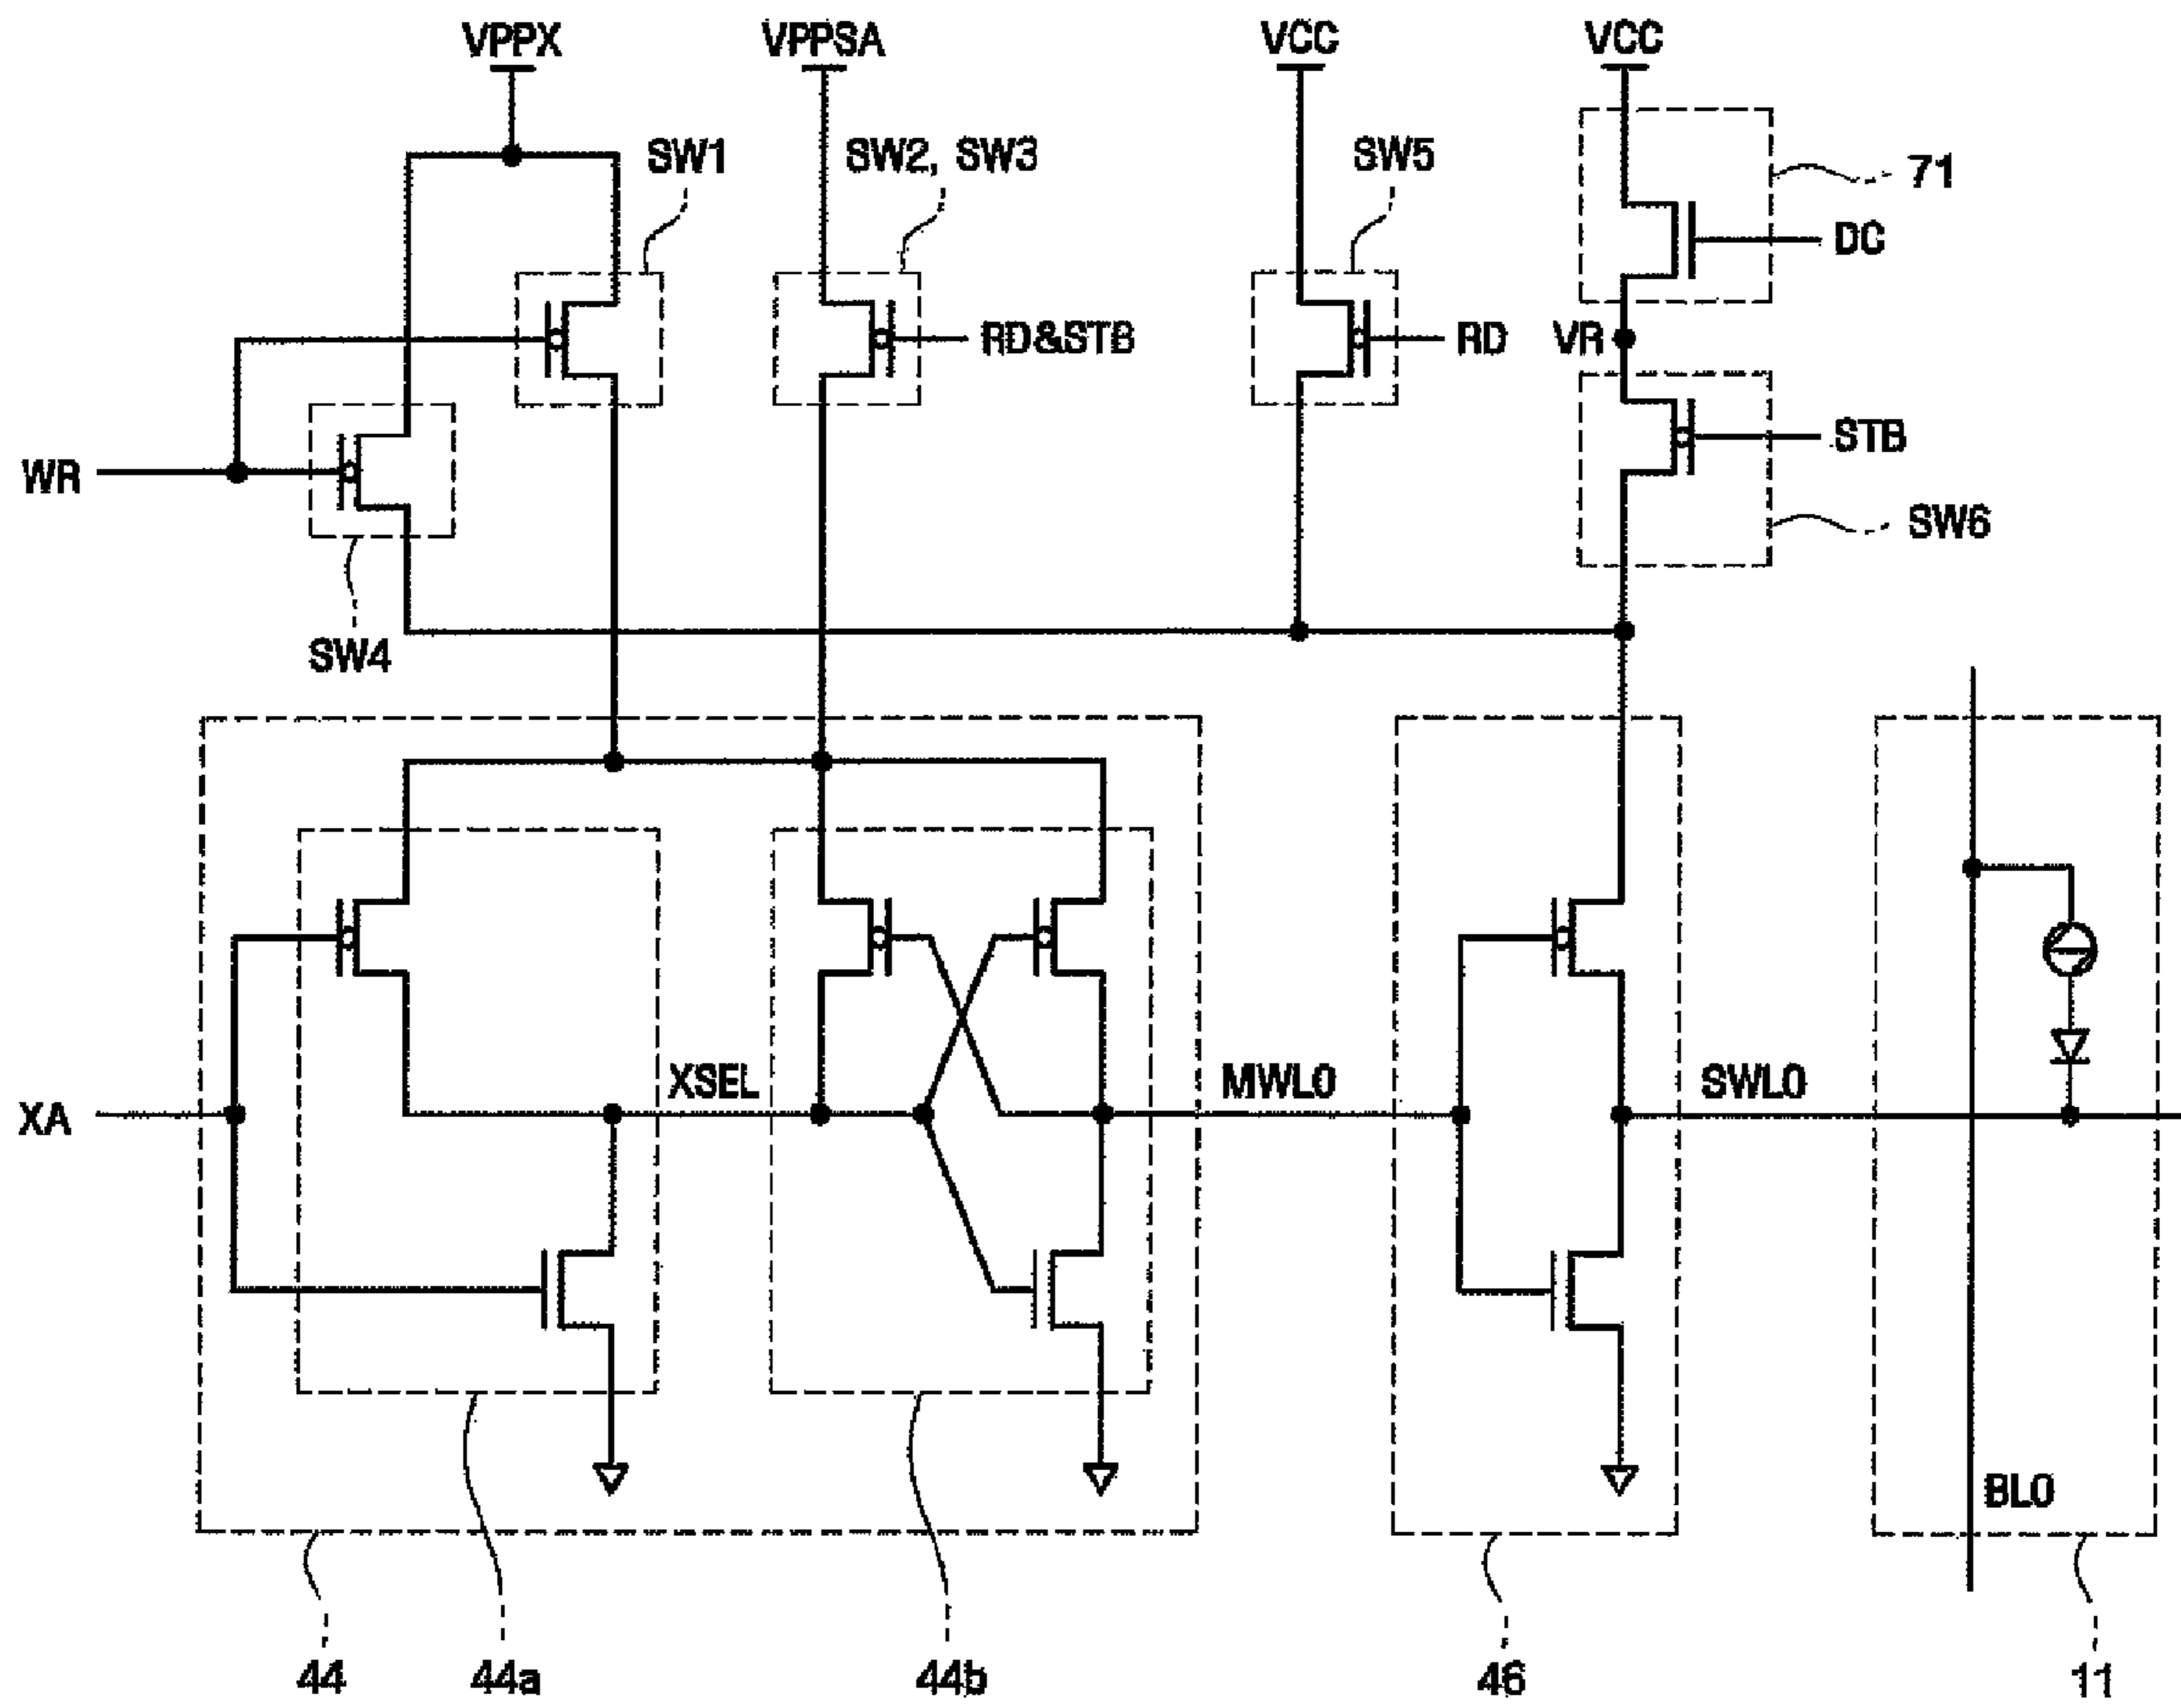 VPPX
VPPSA
VCC
VCC
SW1
SW2, SW3
SW5
71
DC
RD&STB
RD
VR
STB
WR
SW6
SW4
XSEL
MWL0
SWL0
XA
BL0
44
44a
44b
46
11